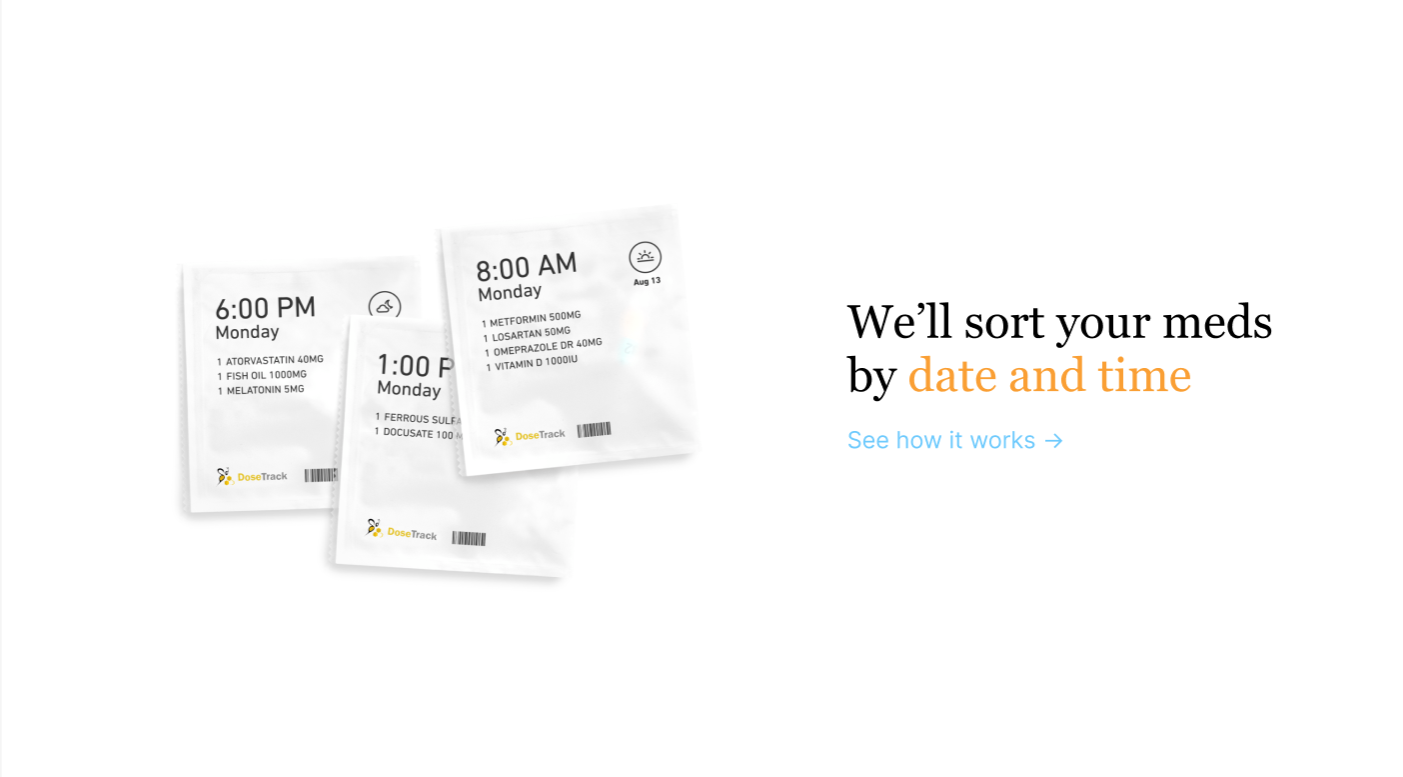 6:00 PM
Monday
1 ATORVASTATIN 40MG
1 FISH OIL 1000MG
1 MELATONIN 5MG
DoseTrack
1:00 P
Monday
1 FERROUS
1 DOCUSATE 100
DoseTrack
8:00 AM
Monday
Aug 13
1 METFORMIN 500MG
1 LOSARTAN 50MG
1 OMEPRAZOLE DR 40MG
1 VITAMIN D 1000IU
DoseTrack
We’ll sort your meds
by date and time
See how it works →